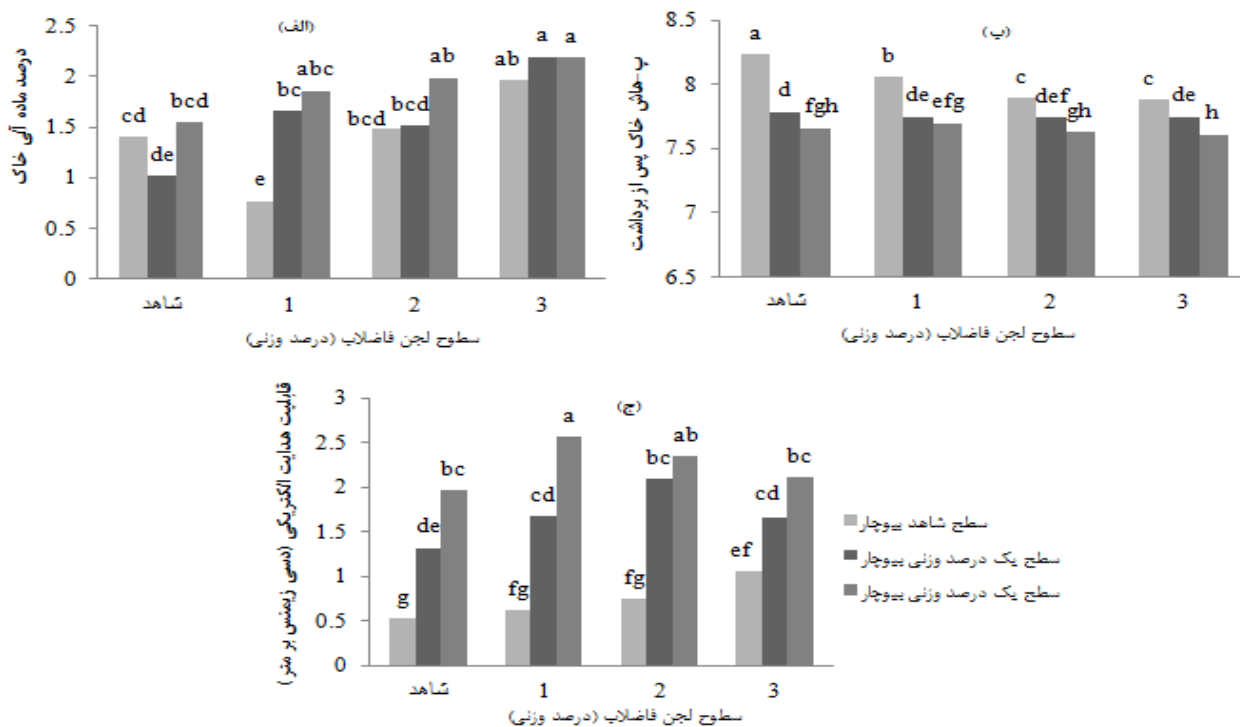 (الف)
درصد ماده آلی خاک
2.5
2
1.5
1
0.5
0
cd
de
bcd
e
bc
abc
bcd
bcd
ab
ab
a
a
شاهد 1 2 3
سطوح لجن فاضلاب (درصد وزنی)
(ب)
پ-هاش خاک پس از برداشت
8.5
8
7.5
7
6.5
a
d
fgh
b
de
efg
c
def
gh
c
de
h
شاهد 1 2 3
سطوح لجن فاضلاب (درصد وزنی)
(ج)
قابلیت هدایت الکتریکی (دسی زیمنس بر متر)
3
2.5
2
1.5
1
0.5
0
g
de
bc
fg
cd
a
fg
bc
ab
ef
cd
bc
شاهد 1 2 3
سطوح لجن فاضلاب (درصد وزنی)
سطح شاهد بیوچار
سطح یک درصد وزنی بیوچار
سطح یک درصد وزنی بیوچار